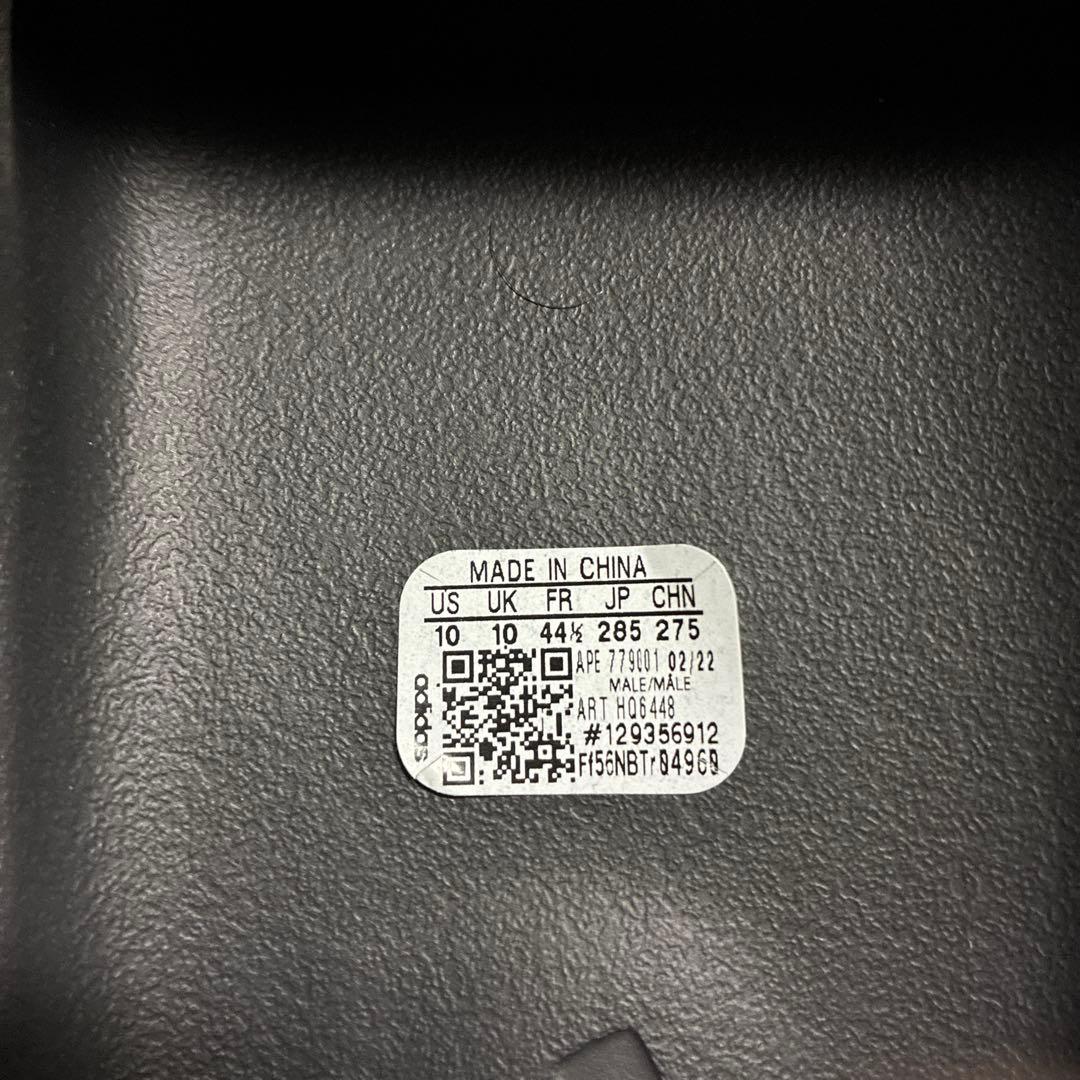 MADE IN CHINA
US UK FR JP CHN
10 10 44½ 285 275
APE 779001 02/22
MALE/MÂLE
ART HQ6448
#129356912
Ff56NBTr04960
adidas